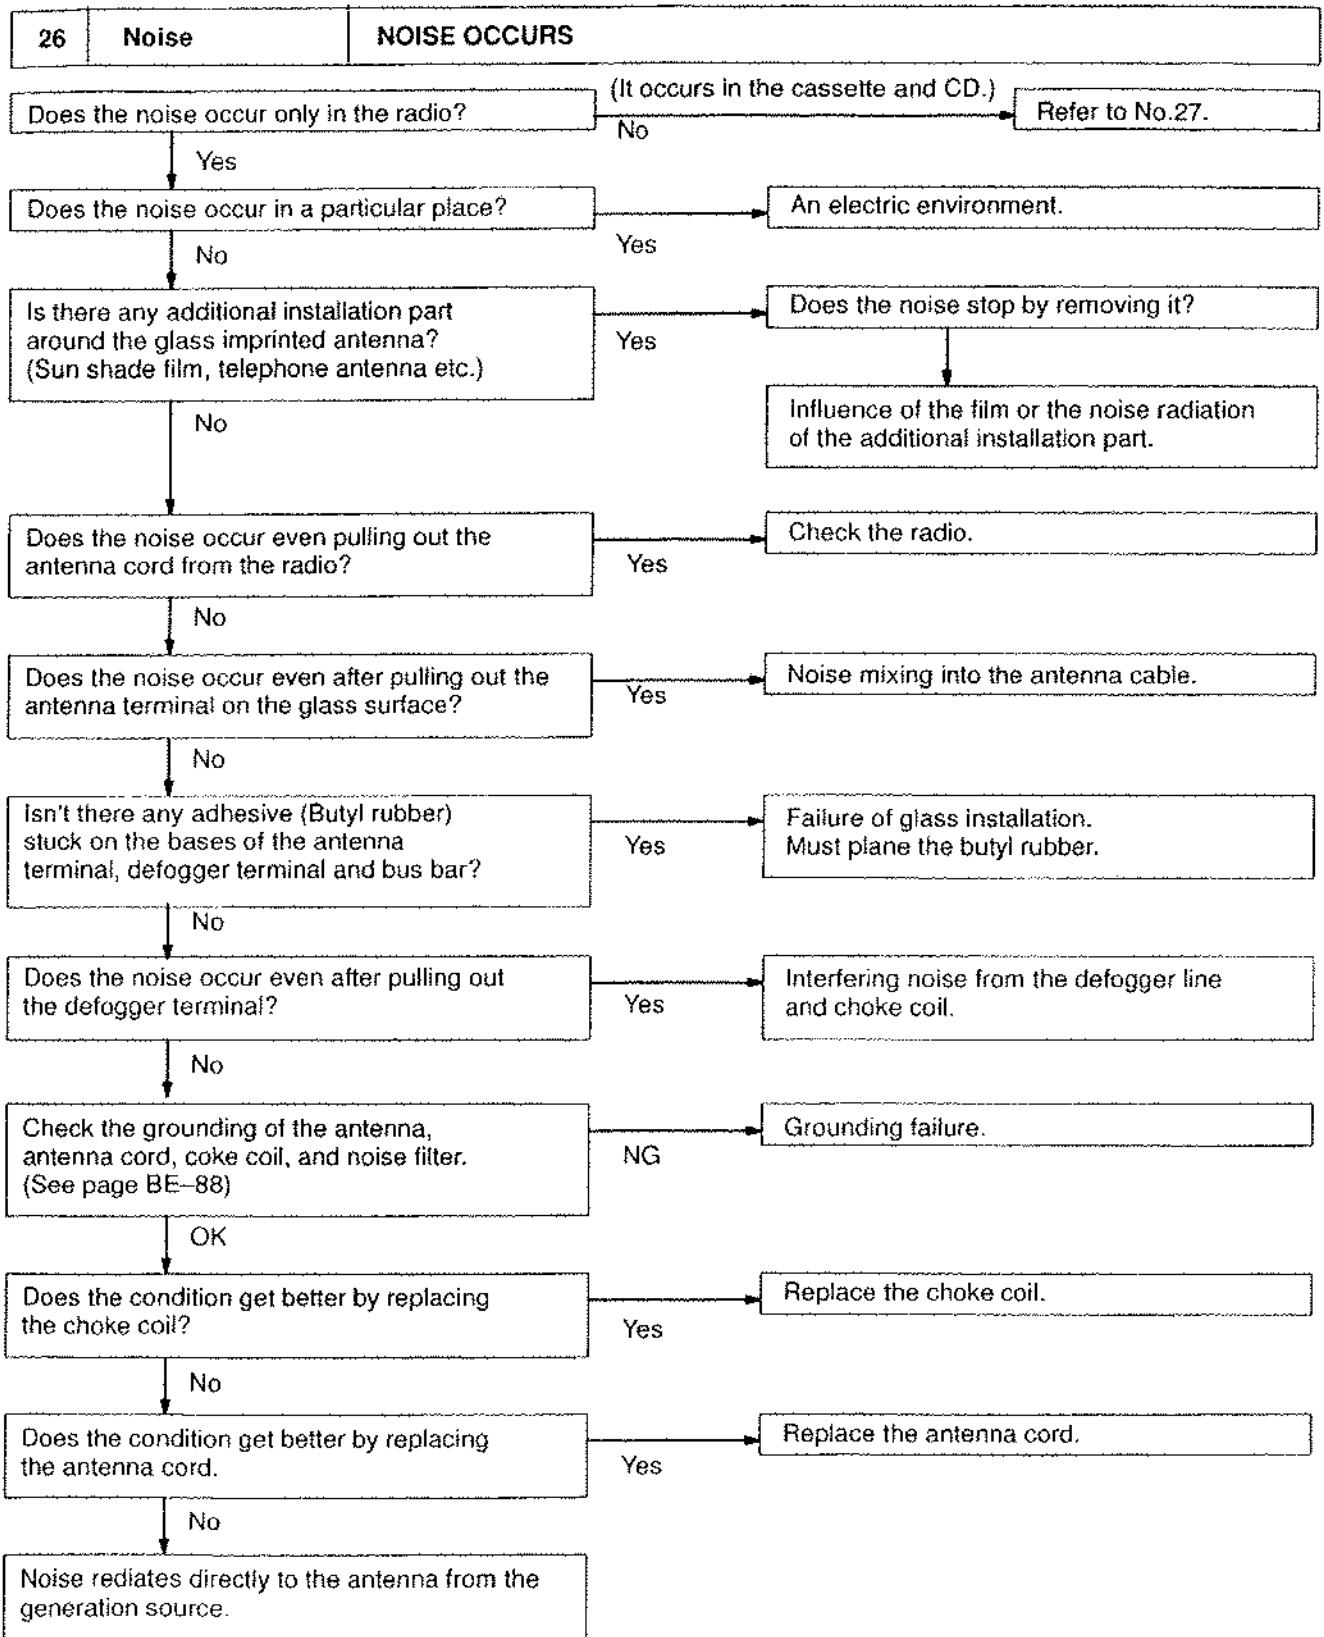 26 Noise NOISE OCCURS
(It occurs in the cassette and CD.)
Does the noise occur only in the radio?
No
Refer to No.27.
Yes
Does the noise occur in a particular place?
Yes
An electric environment.
No
Is there any additional installation part
around the glass imprinted antenna?
(Sun shade film, telephone antenna etc.)
Yes
Does the noise stop by removing it?
Influence of the film or the noise radiation
of the additional installation part.
No
Does the noise occur even pulling out the
antenna cord from the radio?
Yes
Check the radio.
No
Does the noise occur even after pulling out the
antenna terminal on the glass surface?
Yes
Noise mixing into the antenna cable.
No
Isn't there any adhesive (Butyl rubber)
stuck on the bases of the antenna
terminal, defogger terminal and bus bar?
Yes
Failure of glass installation.
Must plane the butyl rubber.
No
Does the noise occur even after pulling out
the defogger terminal?
Yes
Interfering noise from the defogger line
and choke coil.
No
Check the grounding of the antenna,
antenna cord, coke coil, and noise filter.
(See page BE–88)
NG
Grounding failure.
OK
Does the condition get better by replacing
the choke coil?
Yes
Replace the choke coil.
No
Does the condition get better by replacing
the antenna cord.
Yes
Replace the antenna cord.
No
Noise rediates directly to the antenna from the
generation source.